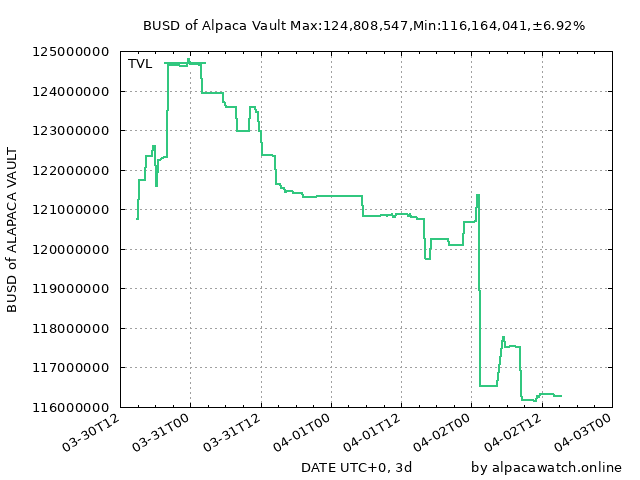 BUSD of Alpaca Vault Max:124,808,547,Min:116,164,041,±6.92%
125000000
TVL
124000000
123000000
122000000
121000000
120000000
119000000
118000000
117000000
116000000
BUSD of ALAPACA VAULT
03-30T12
03-31T00
03-31T12
04-01T00
04-01T12
04-02T00
04-02T12
04-03T00
DATE UTC+0, 3d
by alpacawatch.online